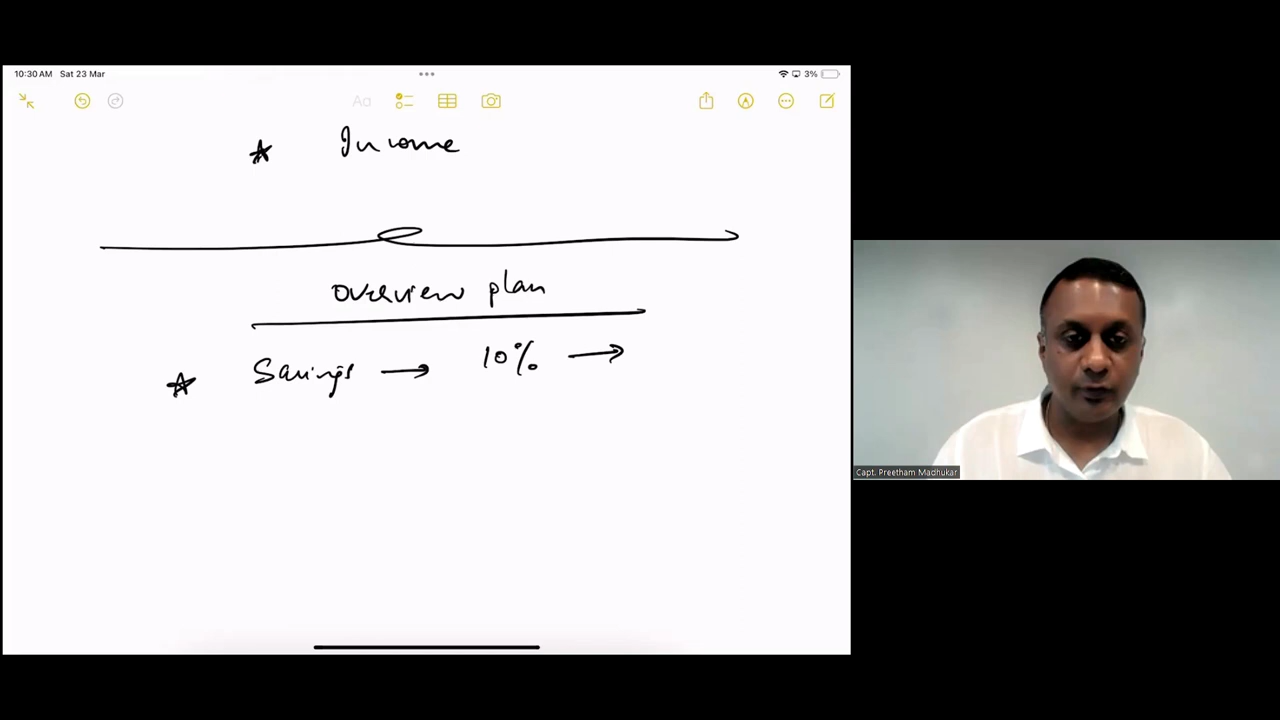 10:30 AM Sat 23 Mar
3%
Aa
Income
overview plan
Savings → 10% →
Capt. Preetham Madhukar